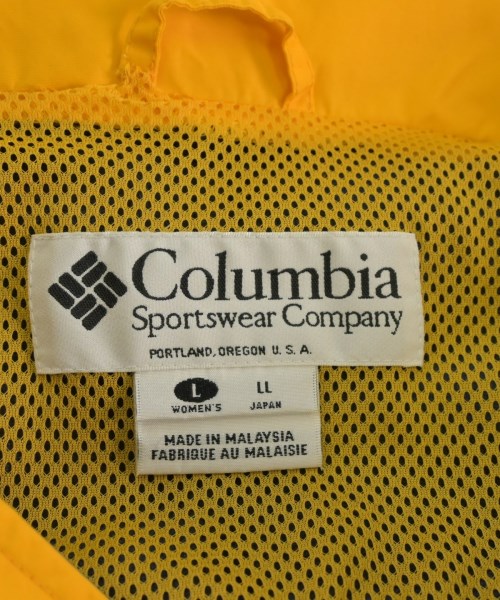 Columbia
Sportswear Company
PORTLAND, OREGON U. S. A.
L LL
WOMEN'S JAPAN
MADE IN MALAYSIA
FABRIQUE AU MALAISIE